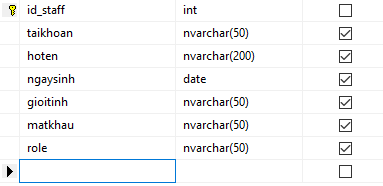 id_staff int
taikhoan nvarchar(50)
hoten nvarchar(200)
ngaysinh date
gioitinh nvarchar(50)
matkhau nvarchar(50)
role nvarchar(50)